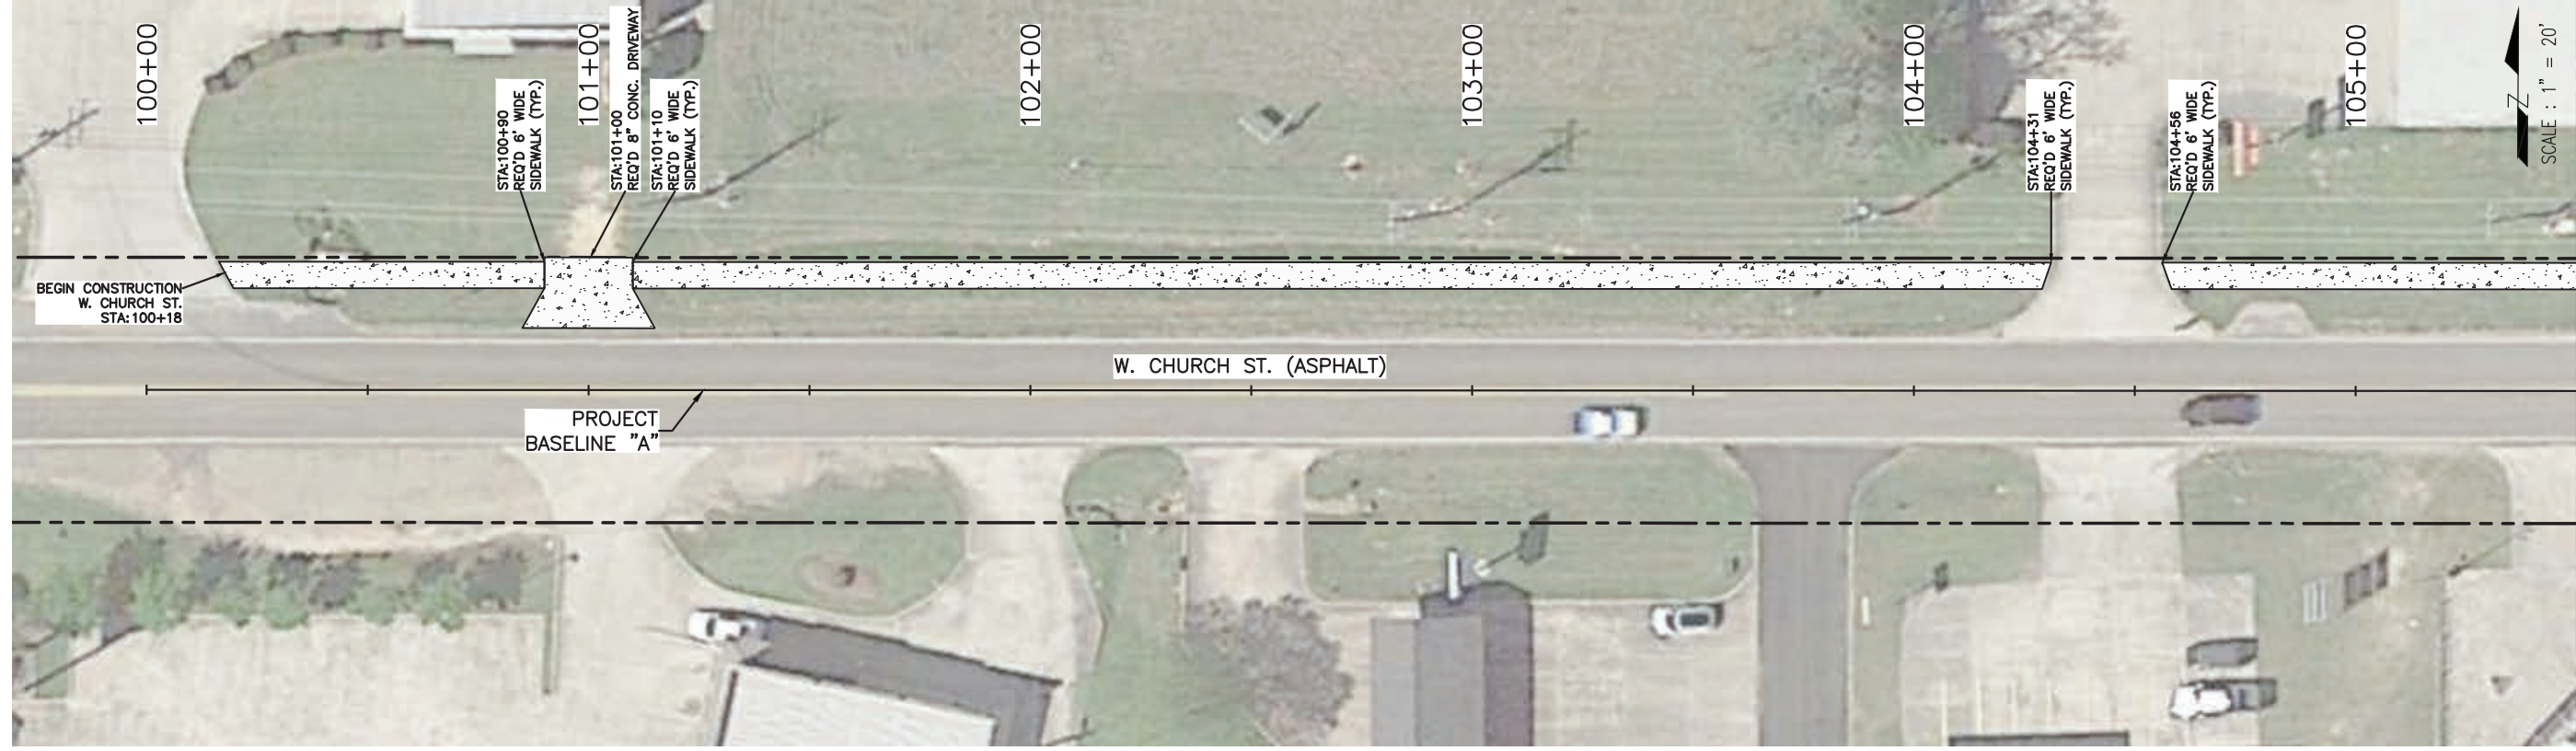 100+00
101+00
102+00
103+00
104+00
105+00
STA:100+90
REQ'D 6' WIDE
SIDEWALK (TYP.)
STA:101+00
REQ'D 8" CONC. DRIVEWAY
STA:101+10
REQ'D 6' WIDE
SIDEWALK (TYP.)
STA:104+31
REQ'D 6' WIDE
SIDEWALK (TYP.)
STA:104+56
REQ'D 6' WIDE
SIDEWALK (TYP.)
Z
SCALE : 1" = 20'
BEGIN CONSTRUCTION
W. CHURCH ST.
STA:100+18
W. CHURCH ST. (ASPHALT)
PROJECT
BASELINE "A"